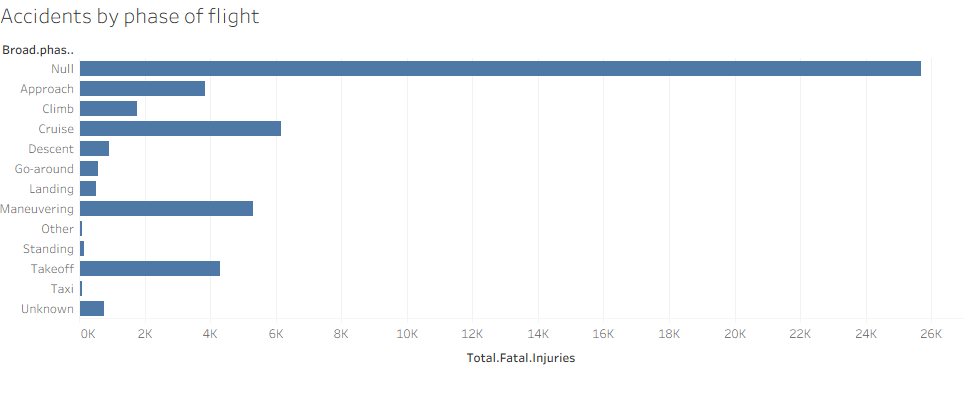 Accidents by phase of flight
Broad.phas..
Null
Approach
Climb
Cruise
Descent
Go-around
Landing
Maneuvering
Other
Standing
Takeoff
Taxi
Unknown
0K 2K 4K 6K 8K 10K 12K 14K 16K 18K 20K 22K 24K 26K
Total.Fatal.Injuries